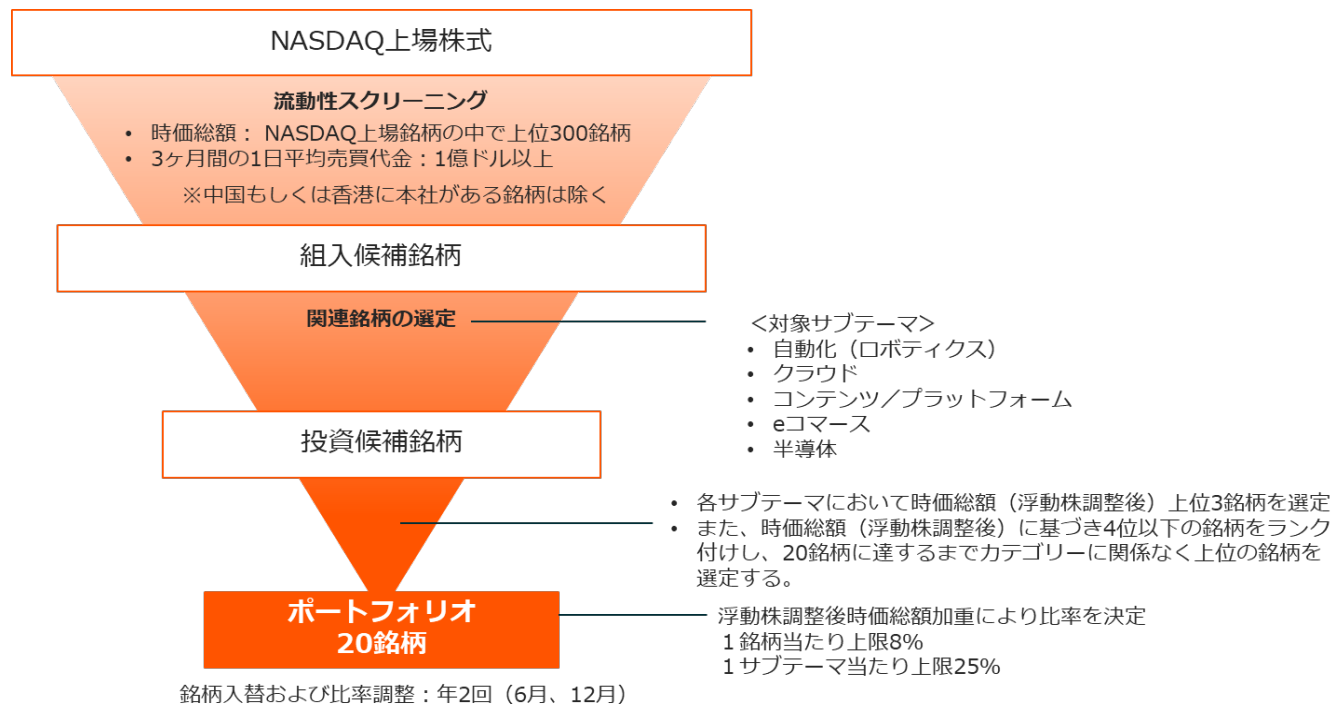 NASDAQ上場株式
流動性スクリーニング
• 時価総額： NASDAQ上場銘柄の中で上位300銘柄
• 3ヶ月間の1日平均売買代金：1億ドル以上
※中国もしくは香港に本社がある銘柄は除く
組入候補銘柄
関連銘柄の選定
＜対象サブテーマ＞
• 自動化（ロボティクス）
• クラウド
• コンテンツ／プラットフォーム
• eコマース
• 半導体
投資候補銘柄
• 各サブテーマにおいて時価総額（浮動株調整後）上位3銘柄を選定
• また、時価総額（浮動株調整後）に基づき4位以下の銘柄をランク
付けし、20銘柄に達するまでカテゴリーに関係なく上位の銘柄を
選定する。
ポートフォリオ
20銘柄
浮動株調整後時価総額加重により比率を決定
１銘柄当たり上限8%
１サブテーマ当たり上限25%
銘柄入替および比率調整：年2回（6月、12月）